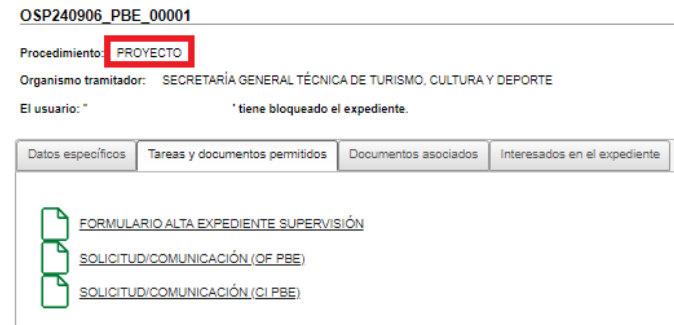 OSP240906_PBE_00001
Procedimiento: PROYECTO
Organismo tramitador: SECRETARÍA GENERAL TÉCNICA DE TURISMO, CULTURA Y DEPORTE
El usuario: " ' tiene bloqueado el expediente.
Datos específicos Tareas y documentos permitidos Documentos asociados Interesados en el expediente
FORMULARIO ALTA EXPEDIENTE SUPERVISIÓN
SOLICITUD/COMUNICACIÓN (OF PBE)
SOLICITUD/COMUNICACIÓN (CI PBE)